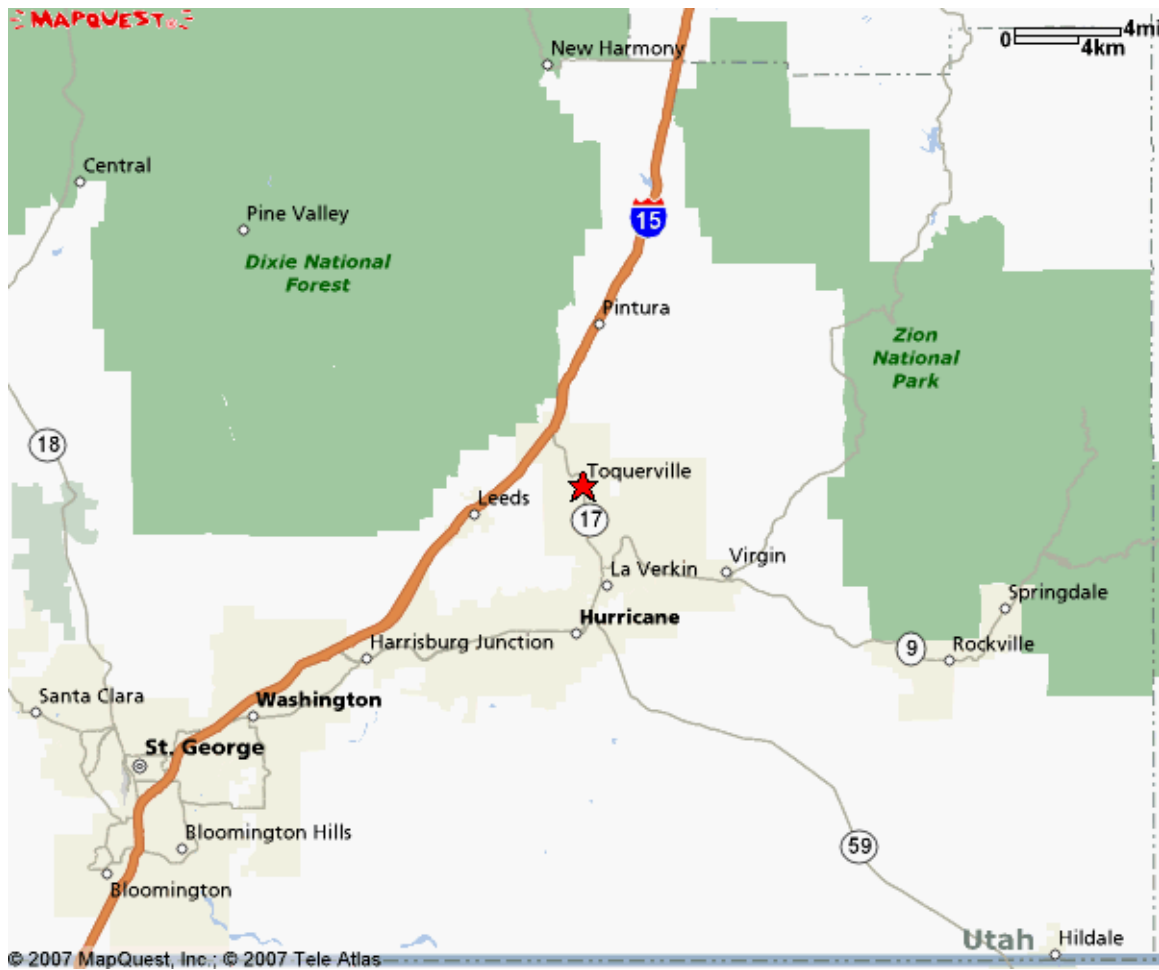 MAPQUEST
0 4mi
4km
New Harmony
Central
Pine Valley
15
Dixie National
Forest
Pintura
Zion
National
Park
18
Toquerville
Leeds
17
Virgin
La Verkin
Springdale
Hurricane
Harrisburg Junction
9
Rockville
Santa Clara
Washington
St. George
Bloomington Hills
59
Bloomington
Utah
Hildale
© 2007 MapQuest, Inc.; © 2007 Tele Atlas